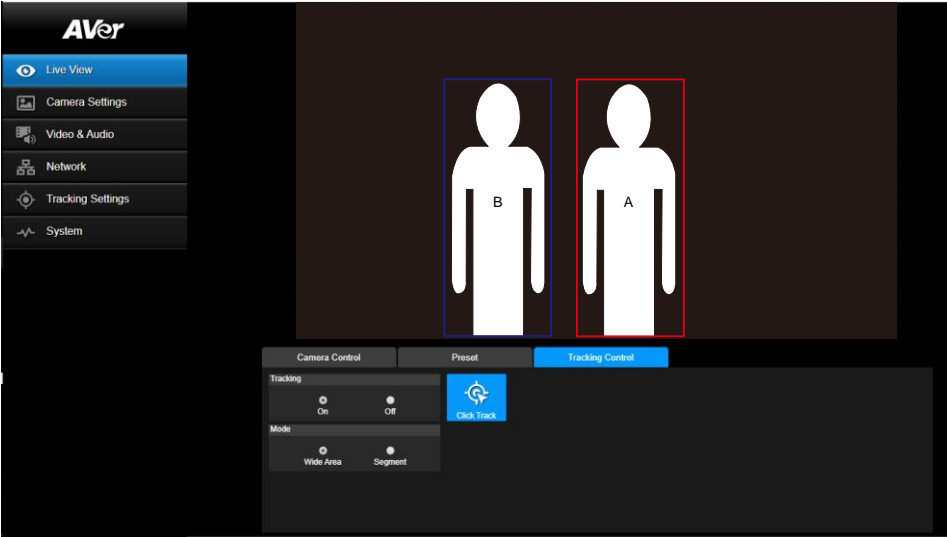 AVer
Live View
Camera Settings
Video & Audio
Network
Tracking Settings
System
B
A
Camera Control
Preset
Tracking Control
Tracking
On
Off
Click Track
Mode
Wide Area
Segment